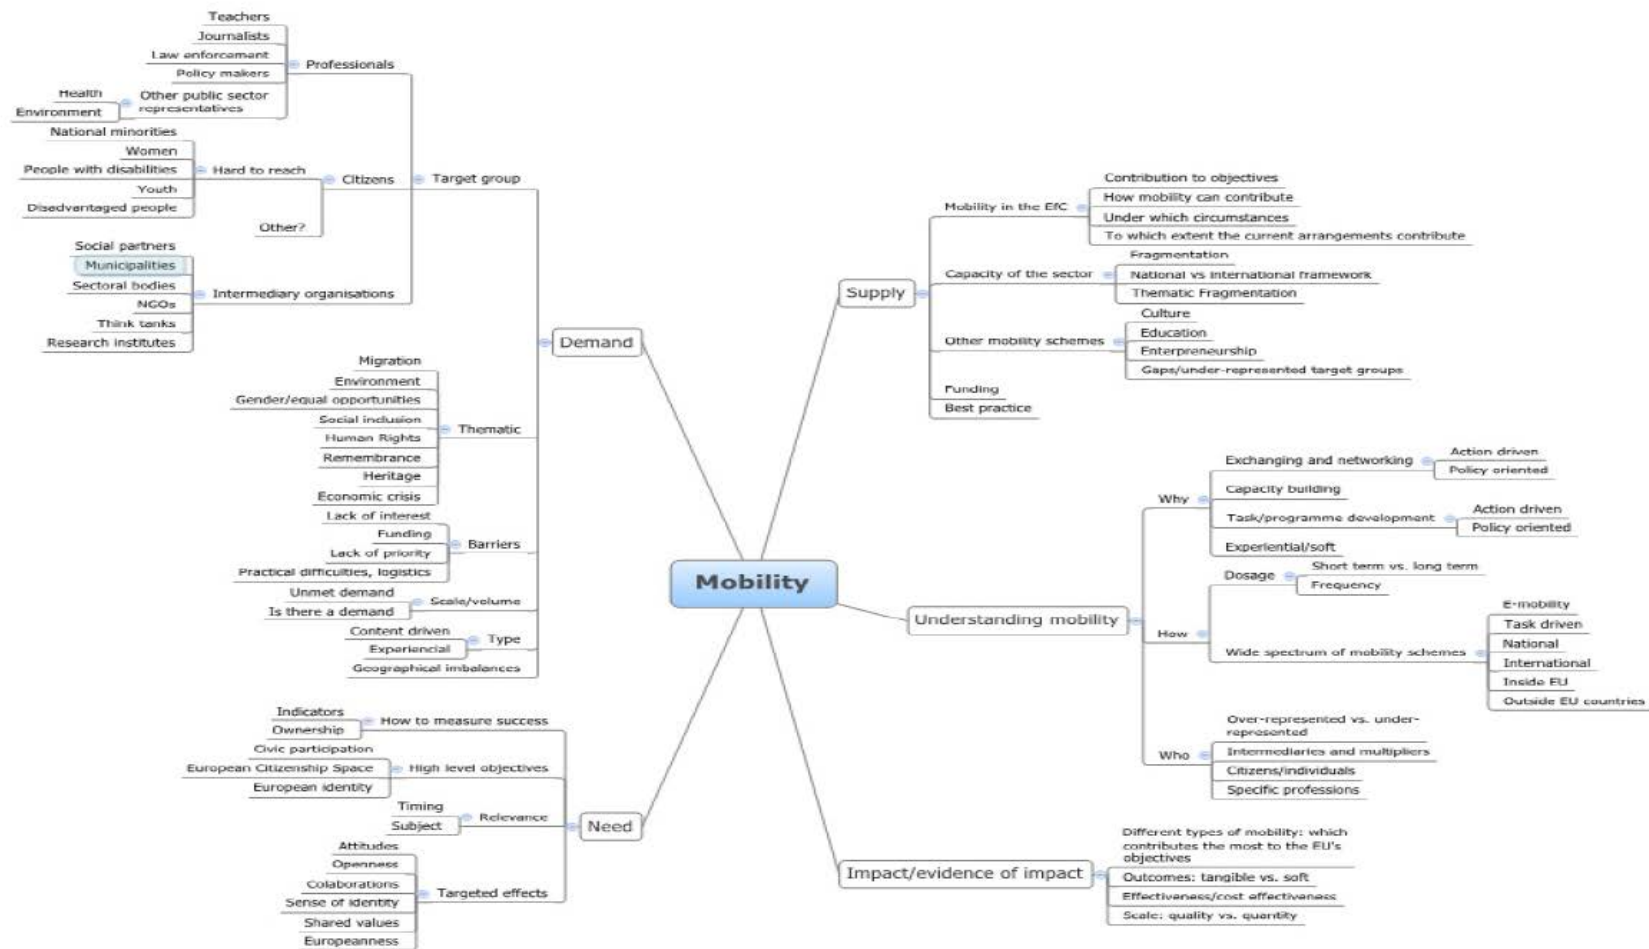 Teachers
Journalists
Law enforcement
Policy makers
Professionals
Health
Environment
Other public sector
representatives
National minorities
Women
People with disabilities
Youth
Disadvantaged people
Hard to reach
Citizens
Other?
Target group
Social partners
Municipalities
Sectoral bodies
NGOs
Think tanks
Research institutes
Intermediary organisations
Demand
Migration
Environment
Gender/equal opportunities
Social inclusion
Human Rights
Remembrance
Heritage
Economic crisis
Thematic
Lack of interest
Funding
Lack of priority
Practical difficulties, logistics
Barriers
Unmet demand
Is there a demand
Scale/volume
Content driven
Experiencial
Type
Geographical imbalances
Indicators
Ownership
How to measure success
Civic participation
European Citizenship Space
European identity
High level objectives
Timing
Subject
Relevance
Need
Attitudes
Openness
Colaborations
Sense of identity
Shared values
Europeanness
Targeted effects
Mobility
Supply
Mobility in the EfC
Contribution to objectives
How mobility can contribute
Under which circumstances
To which extent the current arrangements contribute
Capacity of the sector
Fragmentation
National vs international framework
Thematic Fragmentation
Other mobility schemes
Culture
Education
Enterpreneurship
Gaps/under-represented target groups
Funding
Best practice
Understanding mobility
Why
Exchanging and networking
Action driven
Policy oriented
Capacity building
Task/programme development
Action driven
Policy oriented
Experiential/soft
How
Dosage
Short term vs. long term
Frequency
Wide spectrum of mobility schemes
E-mobility
Task driven
National
International
Inside EU
Outside EU countries
Who
Over-represented vs. under-
represented
Intermediaries and multipliers
Citizens/individuals
Specific professions
Impact/evidence of impact
Different types of mobility: which
contributes the most to the EU's
objectives
Outcomes: tangible vs. soft
Effectiveness/cost effectiveness
Scale: quality vs. quantity